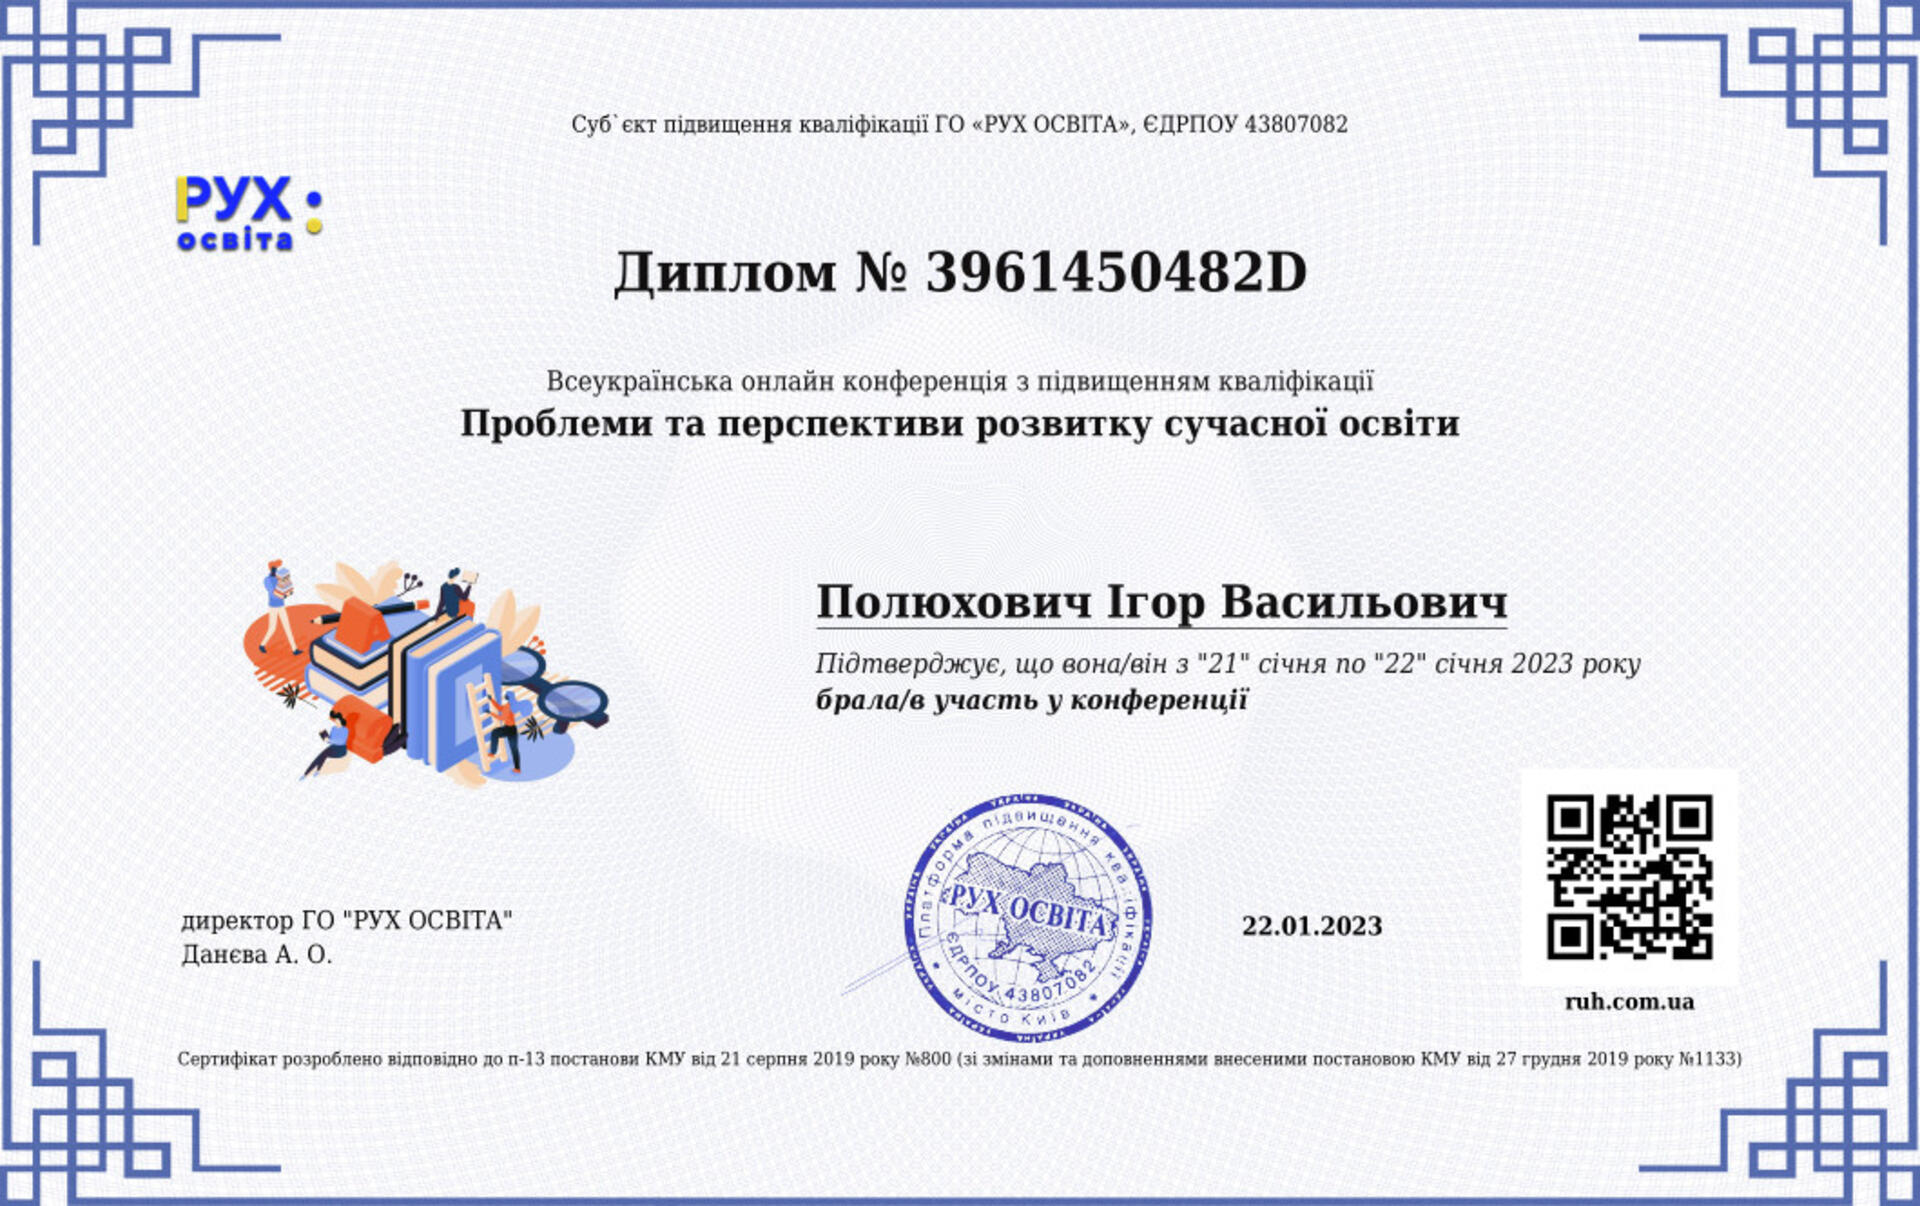 Суб`єкт підвищення кваліфікації ГО «РУХ ОСВІТА», ЄДРПОУ 43807082
РУХ:
освіта
Диплом № 3961450482D
Всеукраїнська онлайн конференція з підвищенням кваліфікації
Проблеми та перспективи розвитку сучасної освіти
Полюхович Ігор Васильович
Підтверджує, що вона/він з "21" січня по "22" січня 2023 року
брала/в участь у конференції
Платформа підвищення кваліфікації
РУХ ОСВІТА
ЄДРПОУ 43807082
місто Київ
директор ГО "РУХ ОСВІТА"
Данєва А. О.
22.01.2023
ruh.com.ua
Сертифікат розроблено відповідно до п-13 постанови КМУ від 21 серпня 2019 року №800 (зі змінами та доповненнями внесеними постановою КМУ від 27 грудня 2019 року №1133)